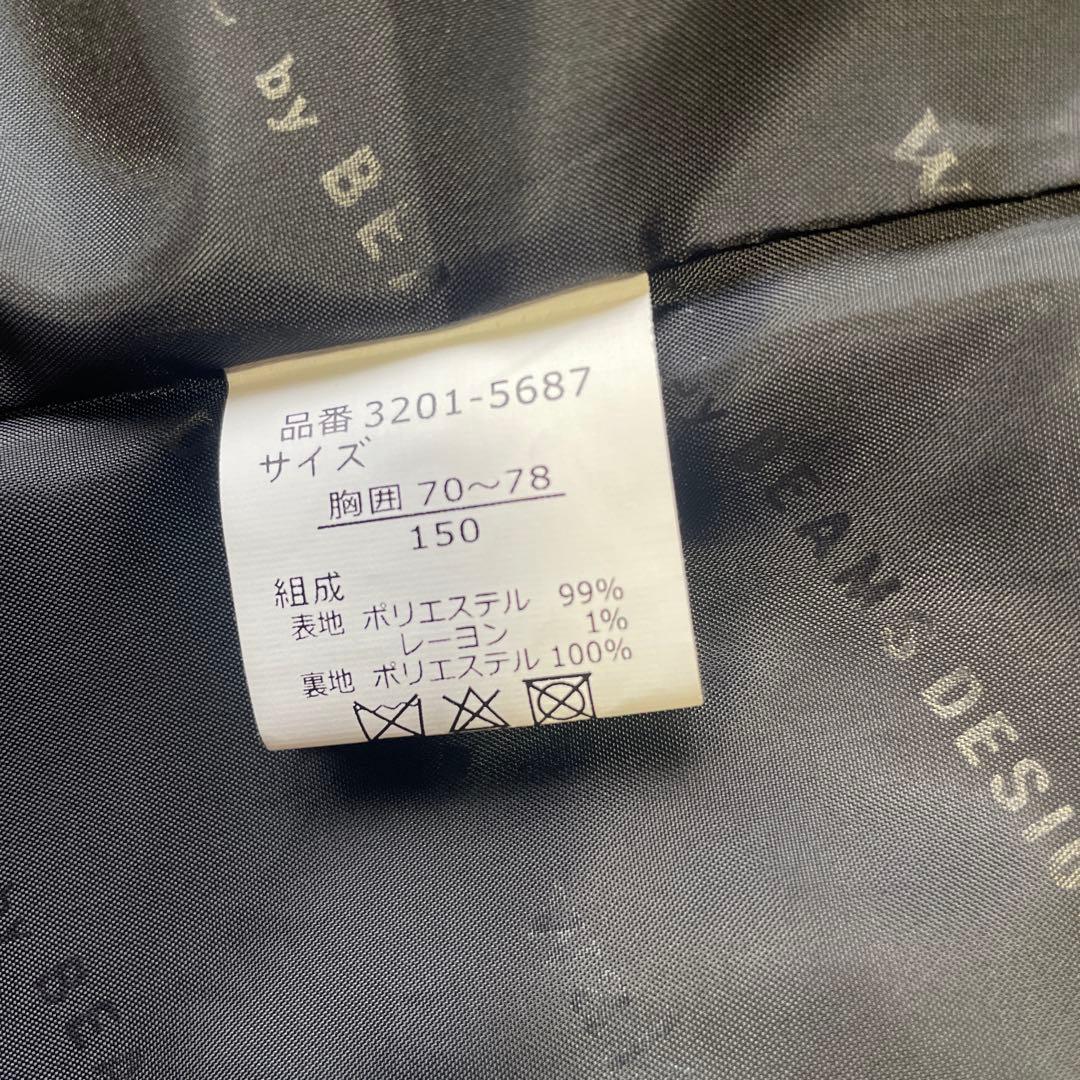 by BE
W
品番 3201-5687
サイズ
胸囲 70～78
150
組成
表地 ポリエステル 99%
レーヨン 1%
裏地 ポリエステル 100%
BEAMS DESIG
BE